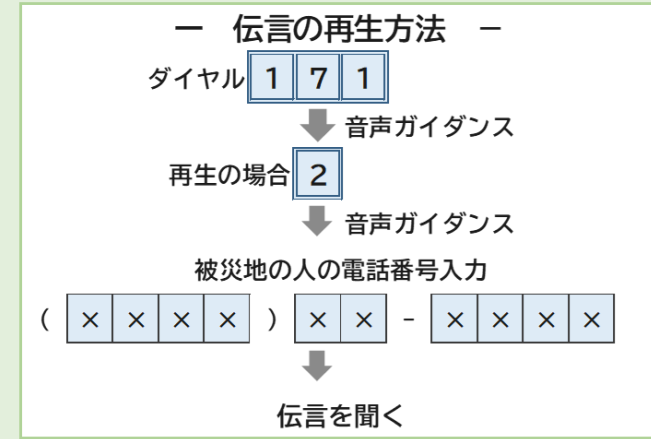 ー 伝言の再生方法 －
ダイヤル 1 7 1
音声ガイダンス
再生の場合 2
音声ガイダンス
被災地の人の電話番号入力
( × × × × ) × × - × × × ×
伝言を聞く